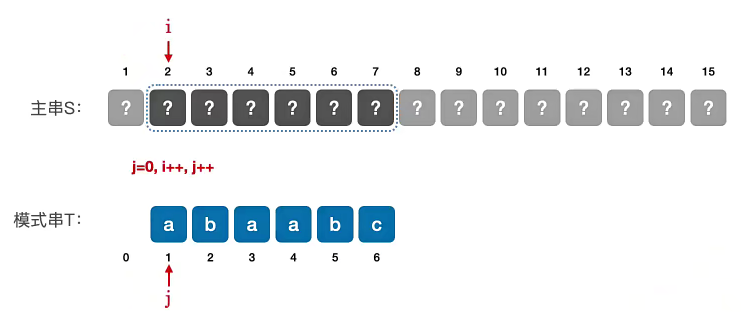 i
1 2 3 4 5 6 7 8 9 10 11 12 13 14 15
主串S: ? ? ? ? ? ? ? ? ? ? ? ? ? ? ?
j=0, i++, j++
模式串T: a b a a b c
0 1 2 3 4 5 6
j